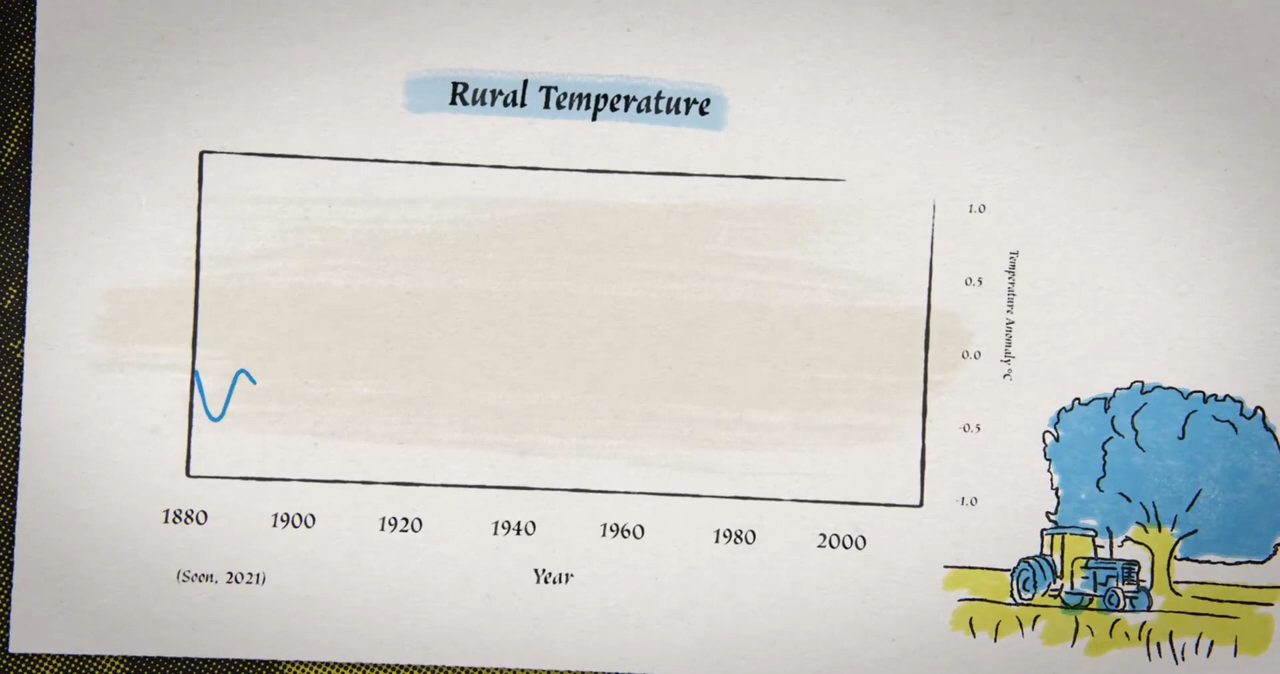 Rural Temperature
1.0
0.5
0.0
-0.5
-1.0
Temperature Anomaly °C
1880 1900 1920 1940 1960 1980 2000
(Soon, 2021)
Year